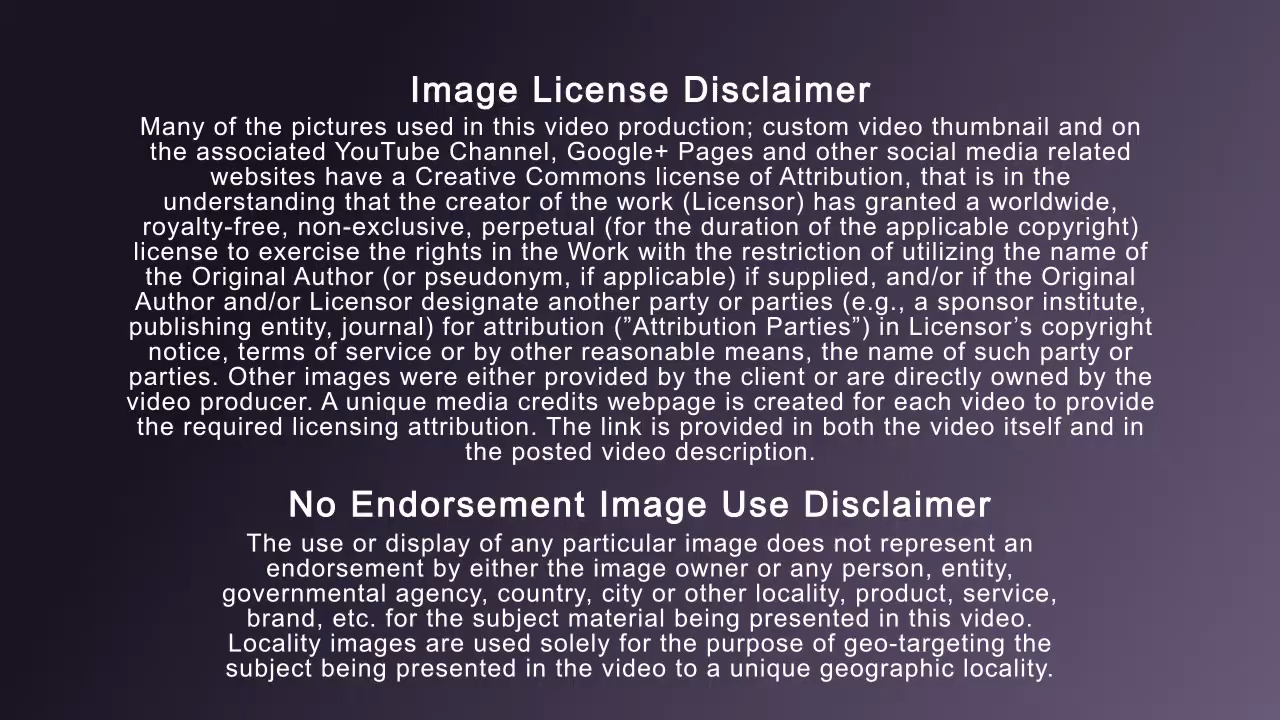 Image License Disclaimer
Many of the pictures used in this video production; custom video thumbnail and on
the associated YouTube Channel, Google+ Pages and other social media related
websites have a Creative Commons license of Attribution, that is in the
understanding that the creator of the work (Licensor) has granted a worldwide,
royalty-free, non-exclusive, perpetual (for the duration of the applicable copyright)
license to exercise the rights in the Work with the restriction of utilizing the name of
the Original Author (or pseudonym, if applicable) if supplied, and/or if the Original
Author and/or Licensor designate another party or parties (e.g., a sponsor institute,
publishing entity, journal) for attribution (”Attribution Parties”) in Licensor’s copyright
notice, terms of service or by other reasonable means, the name of such party or
parties. Other images were either provided by the client or are directly owned by the
video producer. A unique media credits webpage is created for each video to provide
the required licensing attribution. The link is provided in both the video itself and in
the posted video description.
No Endorsement Image Use Disclaimer
The use or display of any particular image does not represent an
endorsement by either the image owner or any person, entity,
governmental agency, country, city or other locality, product, service,
brand, etc. for the subject material being presented in this video.
Locality images are used solely for the purpose of geo-targeting the
subject being presented in the video to a unique geographic locality.